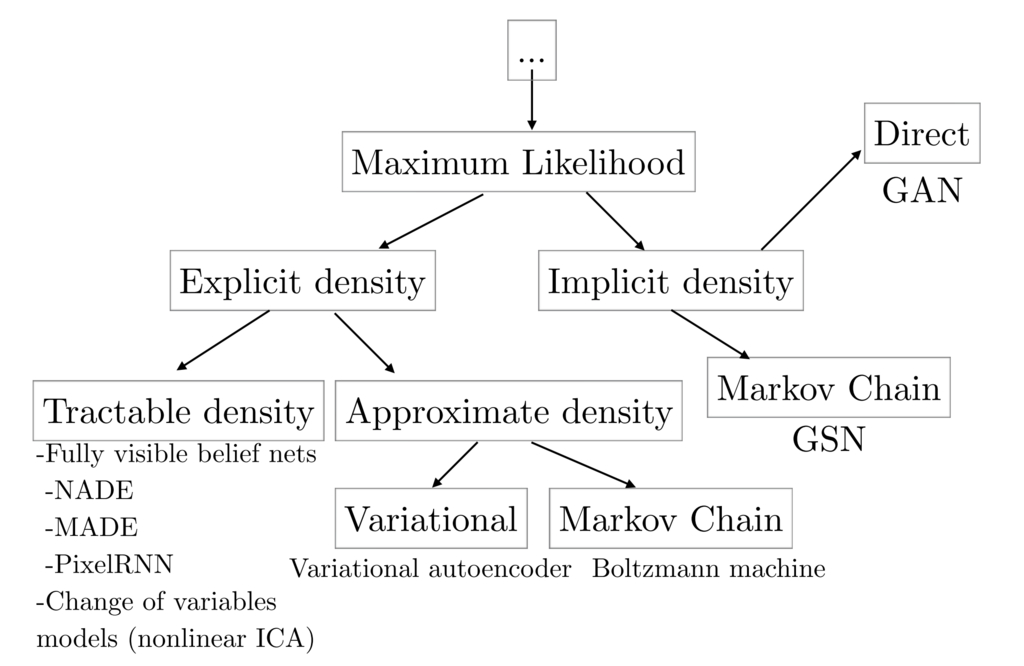 ...
Maximum Likelihood
Direct
GAN
Explicit density
Implicit density
Tractable density
-Fully visible belief nets
-NADE
-MADE
-PixelRNN
-Change of variables
models (nonlinear ICA)
Approximate density
Variational
Variational autoencoder
Markov Chain
Boltzmann machine
Markov Chain
GSN